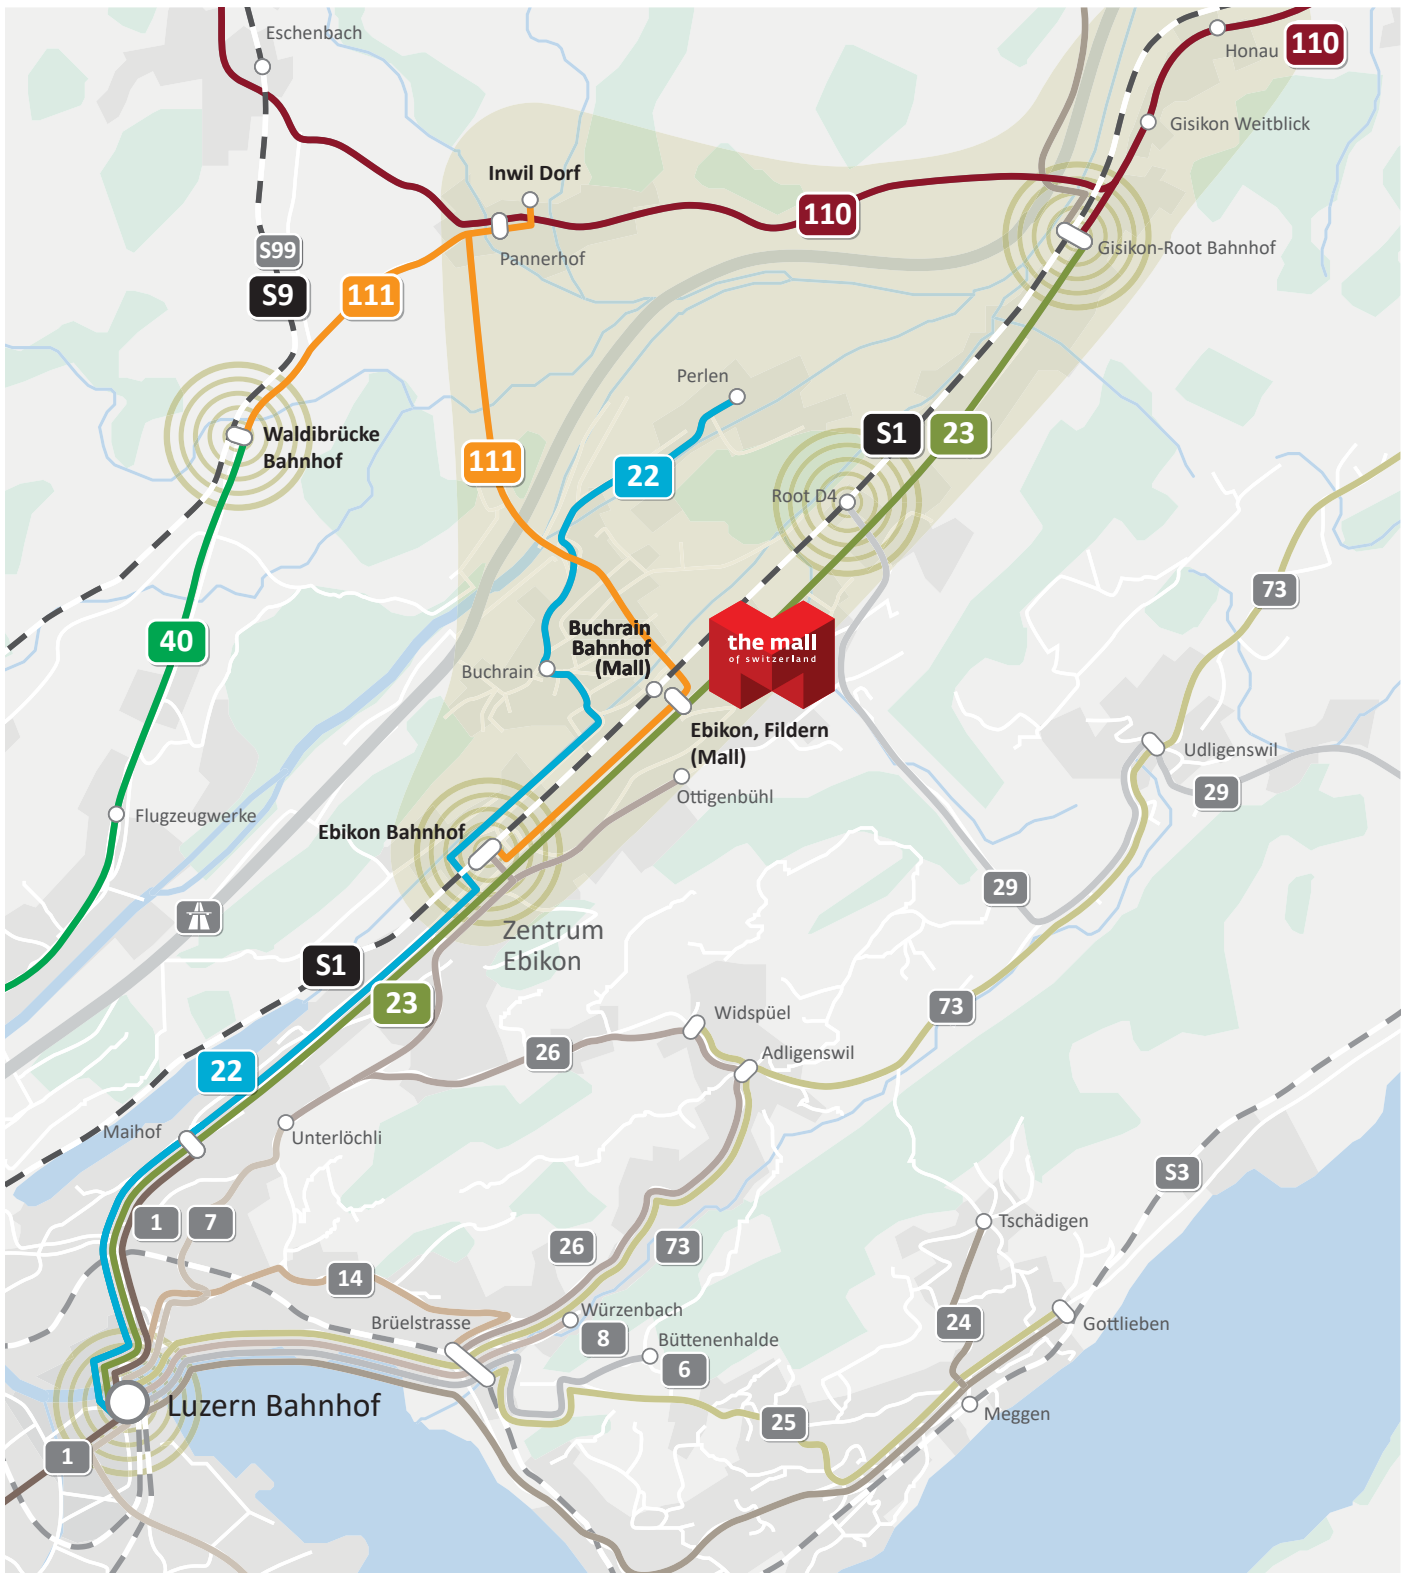 Eschenbach
Honau
110
Gisikon Weitblick
Inwil Dorf
110
Gisikon-Root Bahnhof
Pannerhof
S99
S9
111
Perlen
Waldibrücke
Bahnhof
S1
23
111
22
Root D4
73
40
Buchrain
Bahnhof
(Mall)
the mall
of switzerland
Buchrain
Ebikon, Fildern
(Mall)
Udligenswil
Ottigenbühl
29
Flugzeugwerke
Ebikon Bahnhof
29
Zentrum
Ebikon
S1
23
73
Widspüel
26
Adligenswil
22
Maihof
Unterlöchli
S3
1
7
Tschädigen
26
73
14
Würzenbach
Brüelstrasse
8
Büttenenhalde
24
Gottlieben
6
Luzern Bahnhof
25
Meggen
1